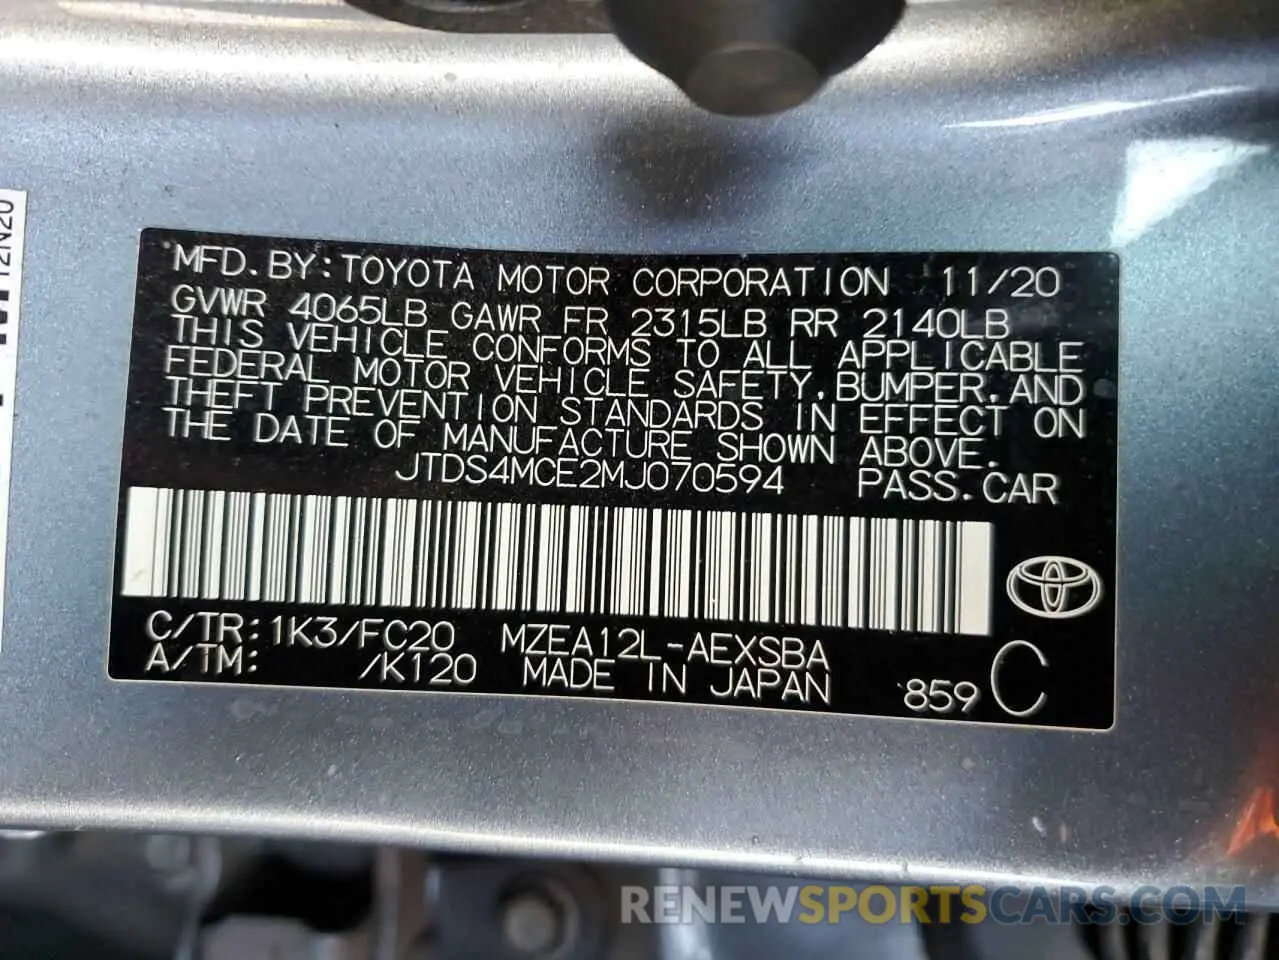 MFD. BY: TOYOTA MOTOR CORPORATION 11/20
GVWR 4065LB GAWR FR 2315LB RR 2140LB
THIS VEHICLE CONFORMS TO ALL APPLICABLE
FEDERAL MOTOR VEHICLE SAFETY, BUMPER, AND
THEFT PREVENTION STANDARDS IN EFFECT ON
THE DATE OF MANUFACTURE SHOWN ABOVE.
JTDS4MCE2MJ070594 PASS. CAR
C/TR: 1K3/FC20 MZEA12L-AEXSBA
A/TM: /K120 MADE IN JAPAN 859 C
RENEWSPORTSCARS.COM